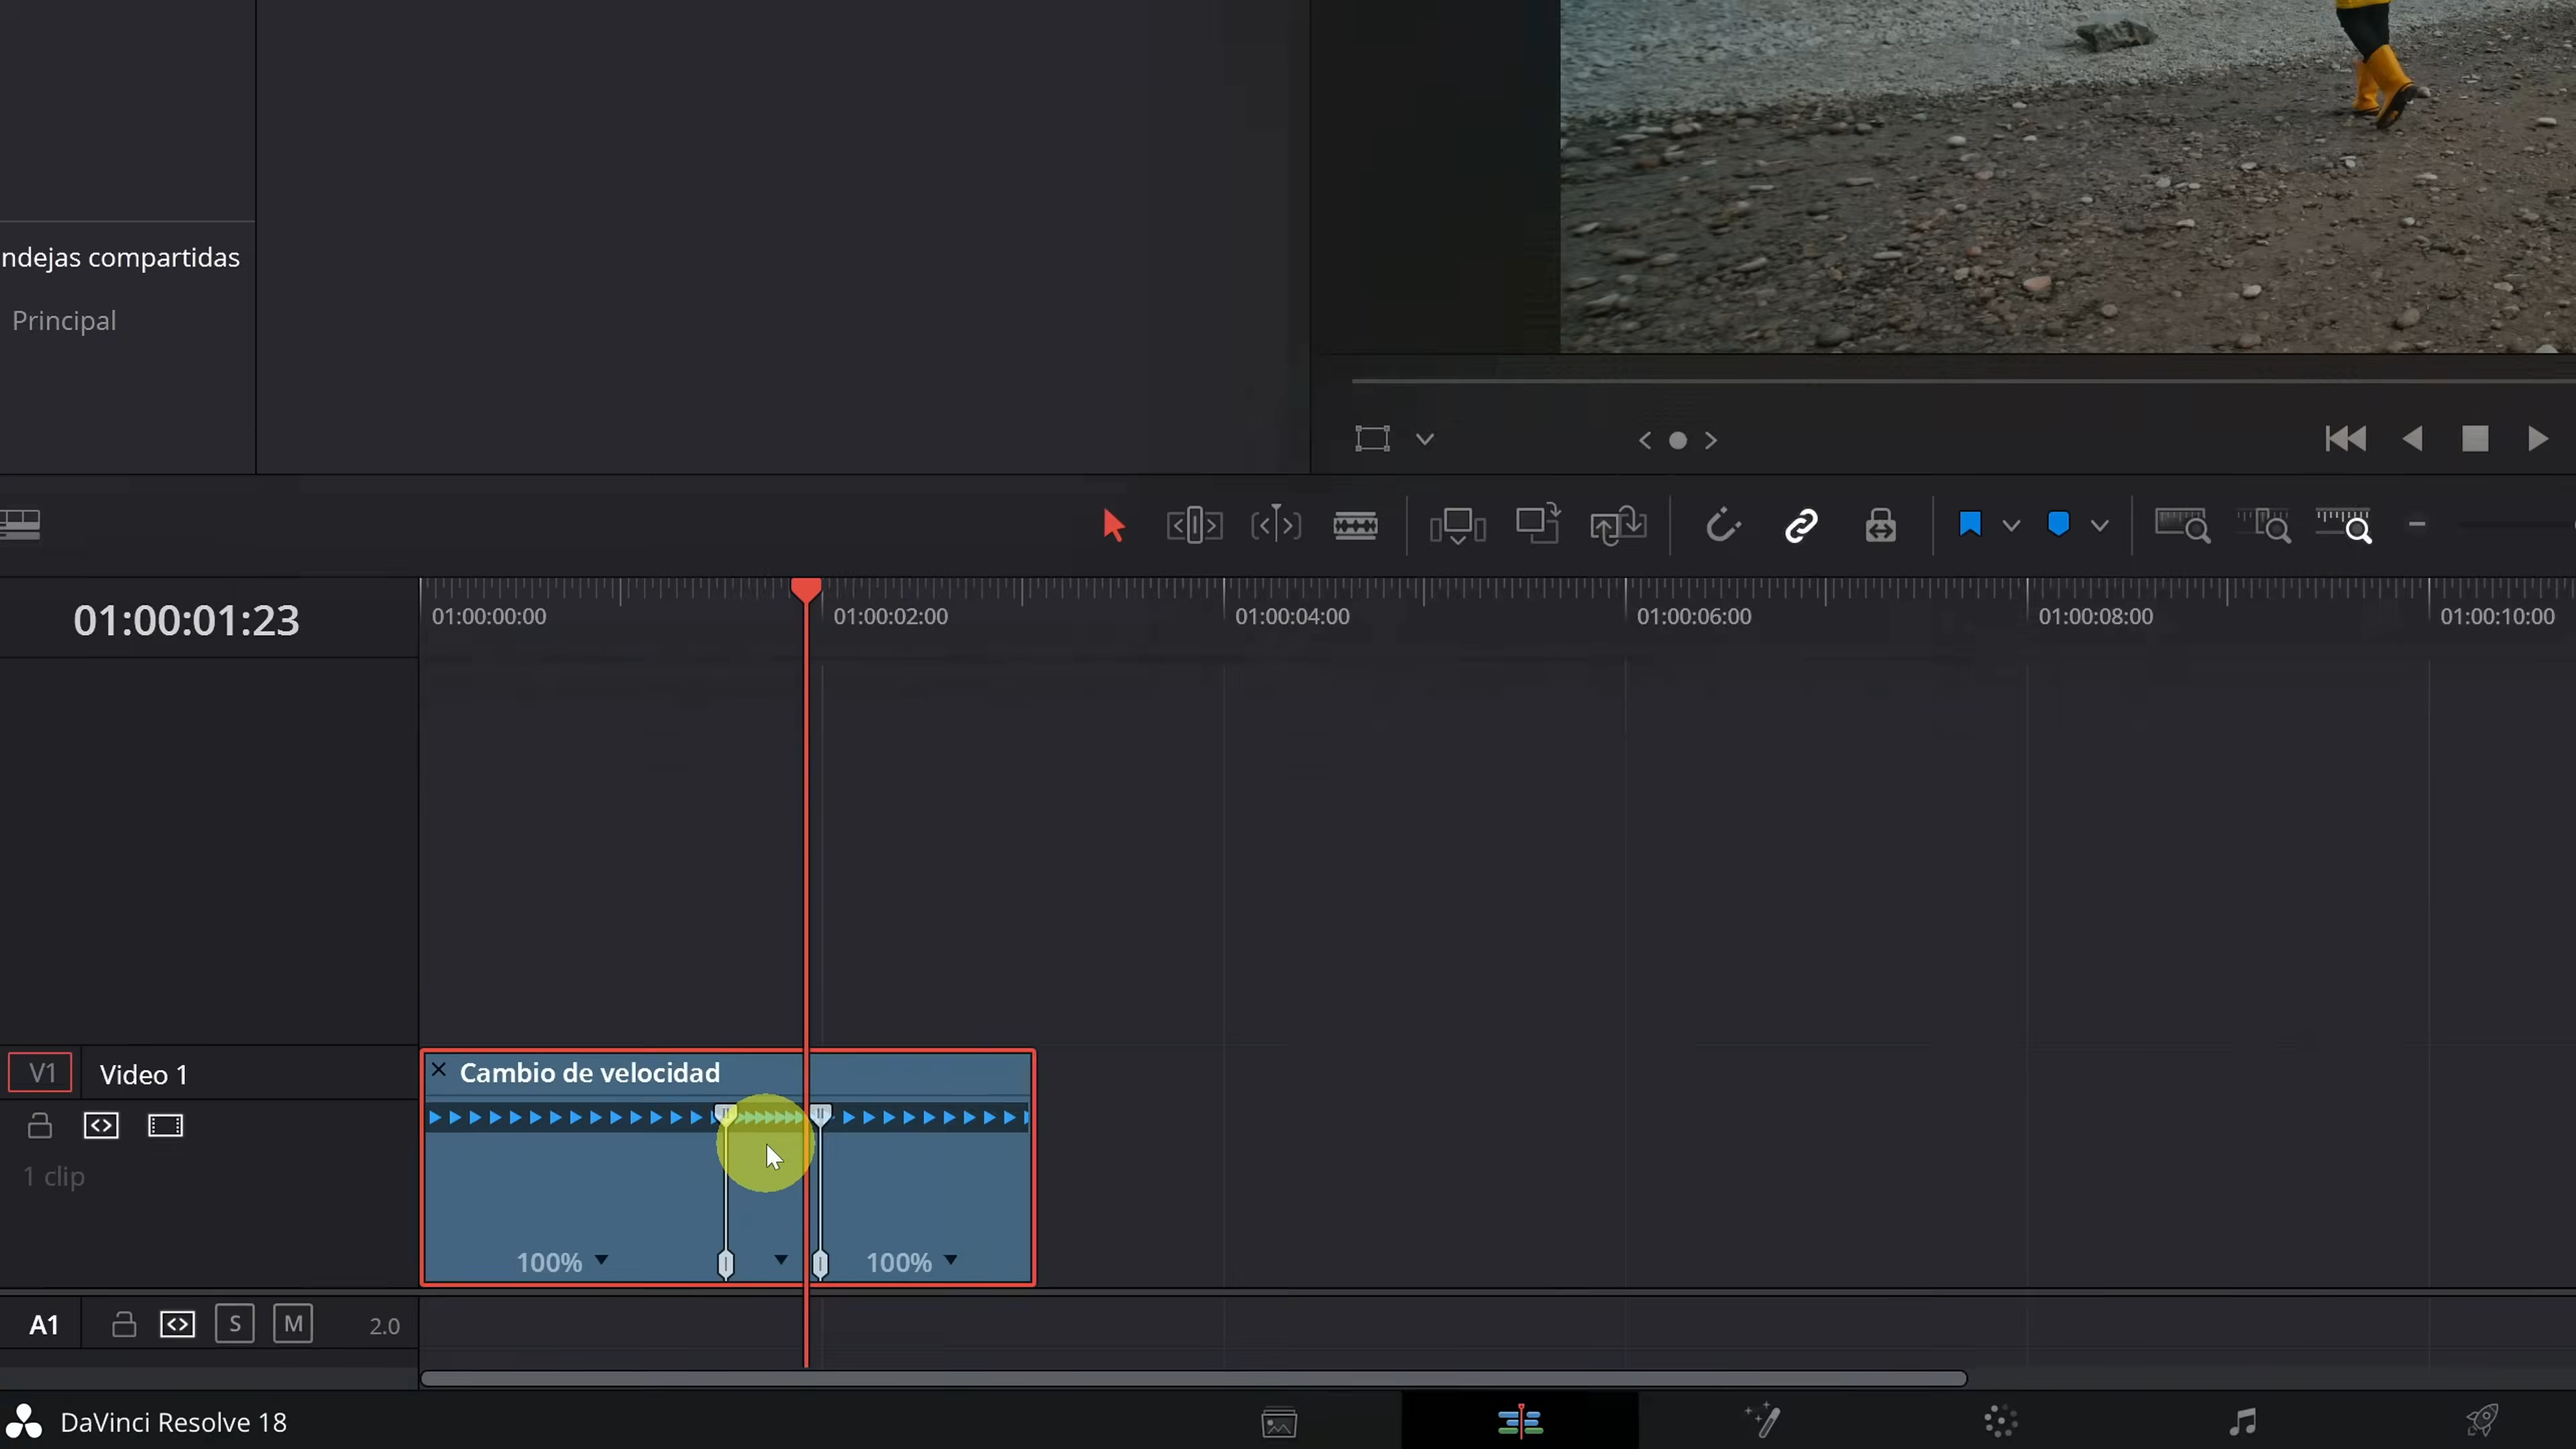 ndejas compartidas
Principal
01:00:01:23
01:00:00:00
01:00:02:00
01:00:04:00
01:00:06:00
01:00:08:00
01:00:10:00
V1
Video 1
Cambio de velocidad
1 clip
100%
100%
A1
S
M
2.0
DaVinci Resolve 18